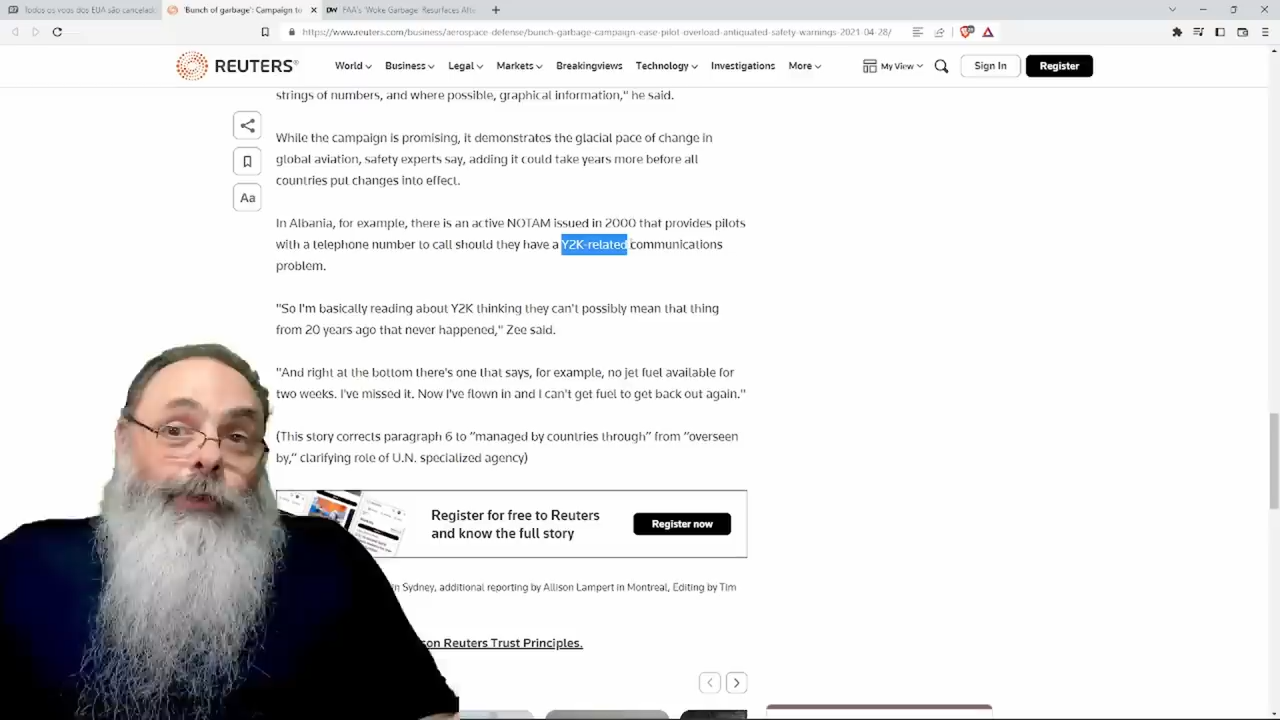 Todos os voos dos EUA são cancelad
'Bunch of garbage': Campaign to
FAA's 'Woke Garbage' Resurfaces Aft
https://www.reuters.com/business/aerospace-defense/bunch-garbage-campaign-ease-pilot-overload-antiquated-safety-warnings-2021-04-28/
REUTERS®
World Business Legal Markets Breakingviews Technology Investigations More
My View
Sign In
Register
strings of numbers, and where possible, graphical information," he said.
While the campaign is promising, it demonstrates the glacial pace of change in
global aviation, safety experts say, adding it could take years more before all
countries put changes into effect.
Aa
In Albania, for example, there is an active NOTAM issued in 2000 that provides pilots
with a telephone number to call should they have a Y2K-related communications
problem.
"So I'm basically reading about Y2K thinking they can't possibly mean that thing
from 20 years ago that never happened," Zee said.
"And right at the bottom there's one that says, for example, no jet fuel available for
two weeks. I've missed it. Now I've flown in and I can't get fuel to get back out again."
(This story corrects paragraph 6 to “managed by countries through” from “overseen
by,” clarifying role of U.N. specialized agency)
Register for free to Reuters
and know the full story
Register now
in Sydney, additional reporting by Allison Lampert in Montreal, Editing by Tim
son Reuters Trust Principles.